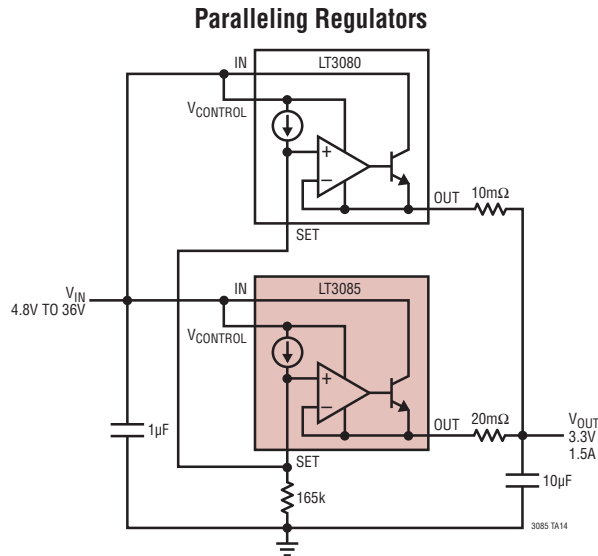 Paralleling Regulators
IN
LT3080
VCONTROL
+
–
OUT
10mΩ
SET
VIN
4.8V TO 36V
IN
LT3085
VCONTROL
+
–
OUT
20mΩ
VOUT
3.3V
1.5A
1µF
SET
165k
10µF
3085 TA14